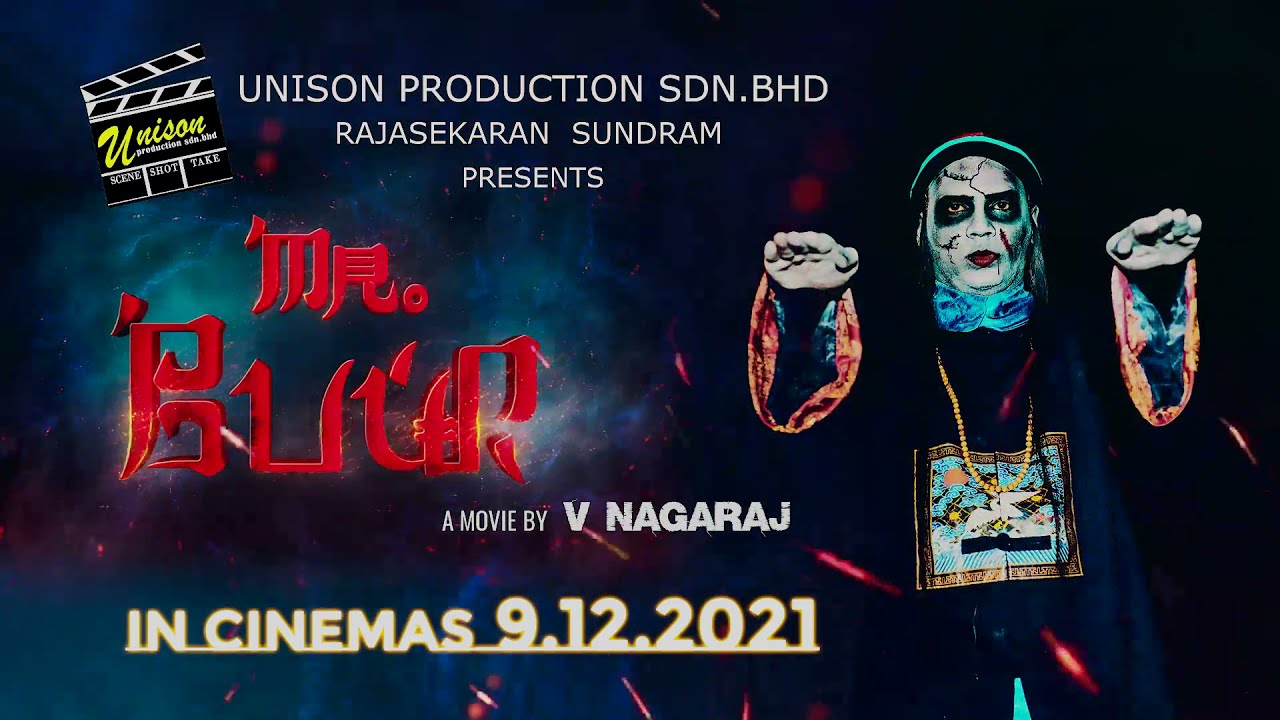 Unison
production sdn.bhd
SCENE SHOT TAKE
UNISON PRODUCTION SDN.BHD
RAJASEKARAN SUNDRAM
PRESENTS
MR.
பேய்
A MOVIE BY V NAGARAJ
IN CINEMAS 9.12.2021